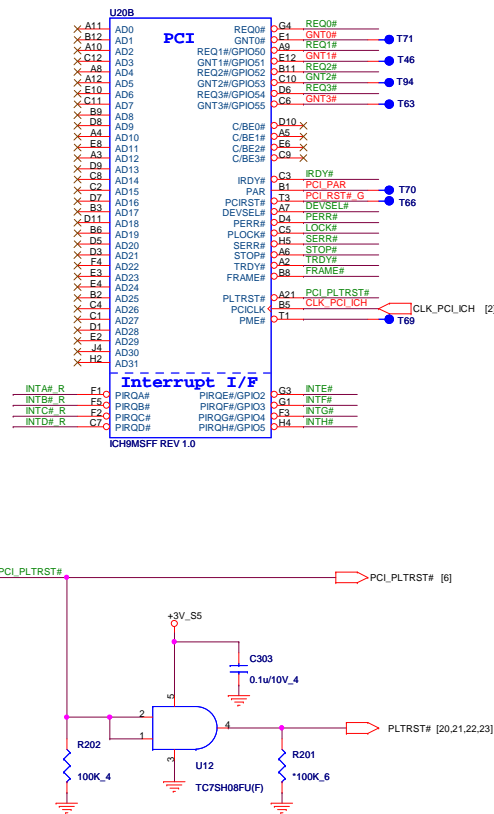 U20B
PCI
A11 AD0 REQ0# G4 REQ0#
B12 AD1 GNT0# E1 GNT0# T71
A10 AD2 REQ1#/GPIO50 A9 REQ1#
C12 AD3 GNT1#/GPIO51 E12 GNT1# T46
A8 AD4 REQ2#/GPIO52 B11 REQ2#
A12 AD5 GNT2#/GPIO53 C10 GNT2# T94
E10 AD6 REQ3#/GPIO54 D6 REQ3#
C11 AD7 GNT3#/GPIO55 C6 GNT3# T63
B9 AD8
D8 AD9 C/BE0# D10
A4 AD10 C/BE1# A5
E8 AD11 C/BE2# E6
A3 AD12 C/BE3# C9
D9 AD13
C8 AD14 IRDY# C3 IRDY#
C2 AD15 PAR B1 PCI_PAR T70
D7 AD16 PCIRST# T3 PCI_RST#_G T66
B3 AD17 DEVSEL# A7 DEVSEL#
D11 AD18 PERR# D4 PERR#
B6 AD19 PLOCK# C5 LOCK#
D5 AD20 SERR# H5 SERR#
D3 AD21 STOP# A6 STOP#
F4 AD22 TRDY# A2 TRDY#
E3 AD23 FRAME# B8 FRAME#
E4 AD24
B2 AD25 PLTRST# A21 PCI_PLTRST#
C4 AD26 PCICLK B5 CLK_PCI_ICH CLK_PCI_ICH [2]
C1 AD27 PME# T1 T69
D1 AD28
E2 AD29
J4 AD30
H2 AD31
Interrupt I/F
INTA#_R F1 PIRQA# PIRQE#/GPIO2 G3 INTE#
INTB#_R F5 PIRQB# PIRQF#/GPIO3 G1 INTF#
INTC#_R F2 PIRQC# PIRQG#/GPIO4 F3 INTG#
INTD#_R C7 PIRQD# PIRQH#/GPIO5 H4 INTH#
ICH9MSFF REV 1.0
PCI_PLTRST# PCI_PLTRST# [6]
+3V_S5
C303
0.1u/10V_4
5
2
4 PLTRST# [20,21,22,23]
1
R202 3 U12 R201
100K_4 TC7SH08FU(F) *100K_6